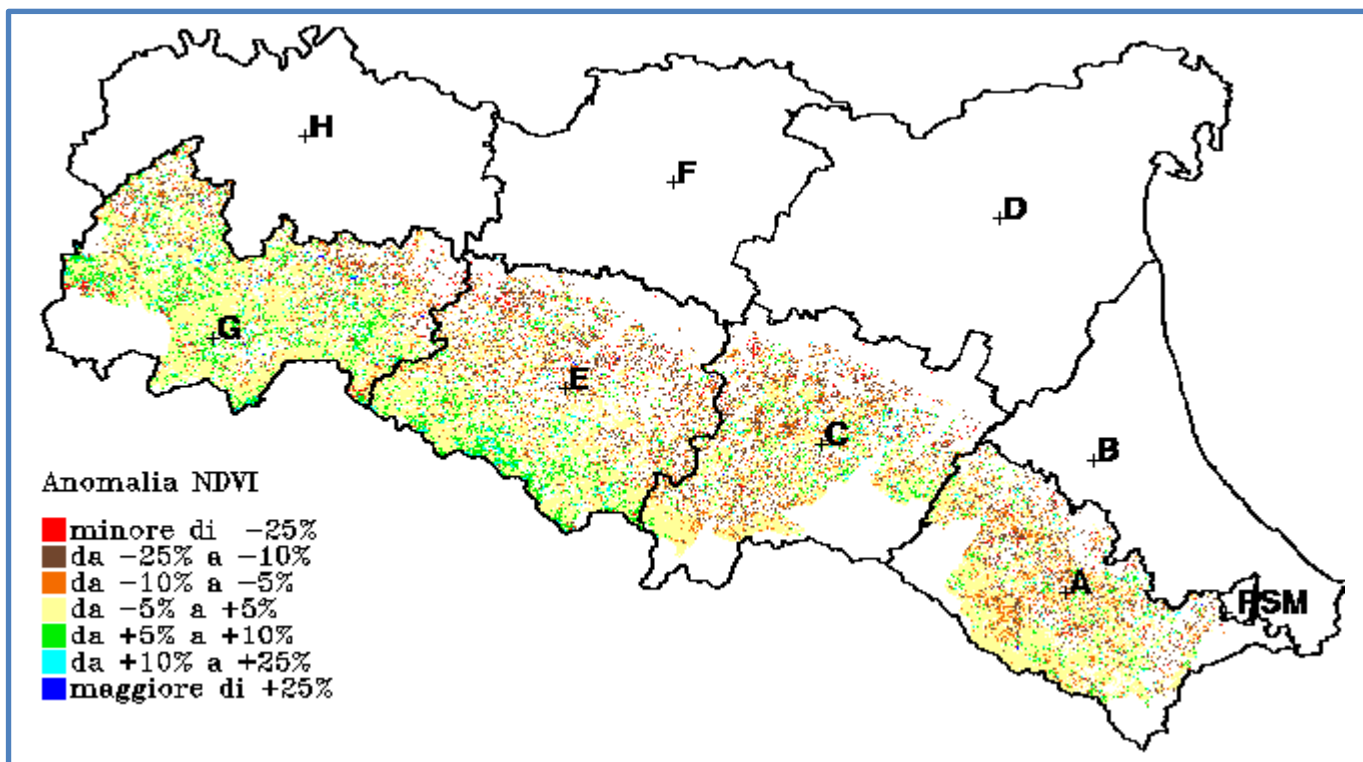 H
F
D
G
E
C
B
A
RSM
Anomalia NDVI
minore di -25%
da -25% a -10%
da -10% a -5%
da -5% a +5%
da +5% a +10%
da +10% a +25%
maggiore di +25%